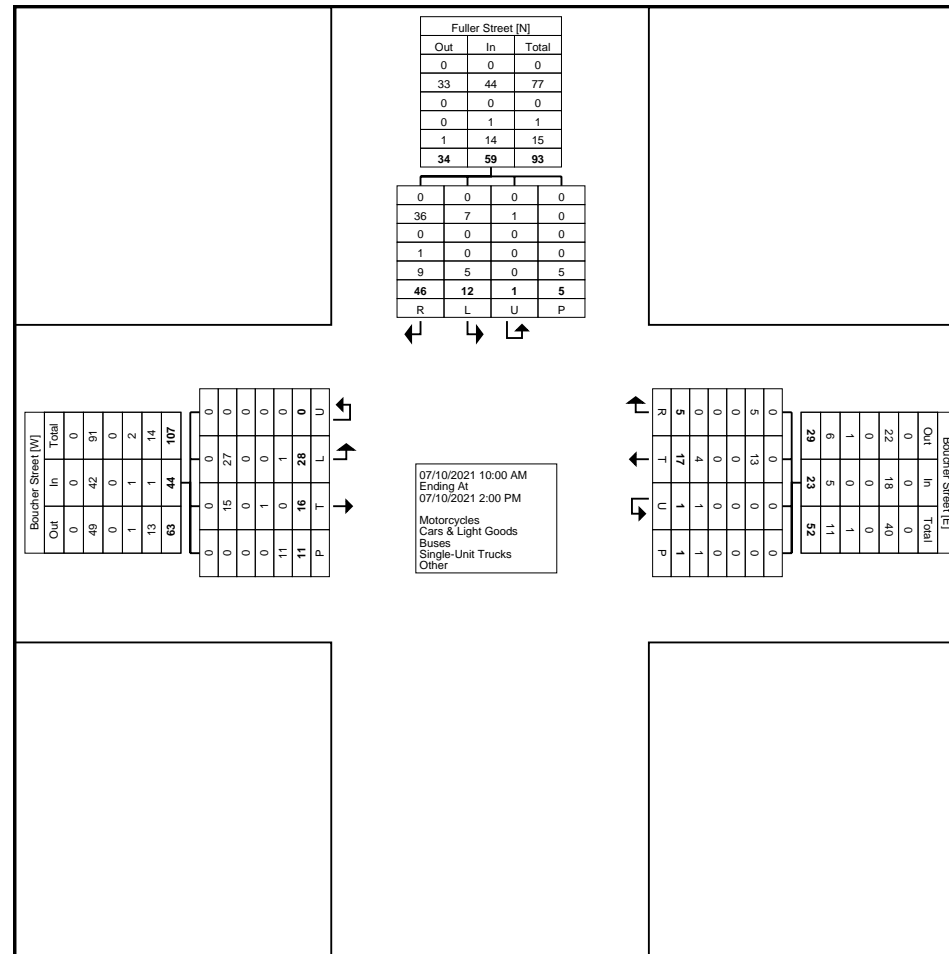 Fuller Street [N]
Out In Total
0 0 0
33 44 77
0 0 0
0 1 1
1 14 15
34 59 93
0 0 0 0
36 7 1 0
0 0 0 0
1 0 0 0
9 5 0 5
46 12 1 5
R L U P
Boucher Street [W]
Out In Total
0 0 0
49 42 91
0 0 0
1 1 2
13 1 14
63 44 107
0 0 0 0
0 15 27 0
0 0 0 0
0 1 0 0
11 0 1 0
11 16 28 0
P T L U
07/10/2021 10:00 AM
Ending At
07/10/2021 2:00 PM
Motorcycles
Cars & Light Goods
Buses
Single-Unit Trucks
Other
Boucher Street [E]
Out In Total
0 0 0
22 18 40
0 0 0
1 0 1
6 5 11
29 23 52
0 0 0 0
5 13 0 0
0 0 0 0
0 0 0 0
0 4 1 1
5 17 1 1
R T U P